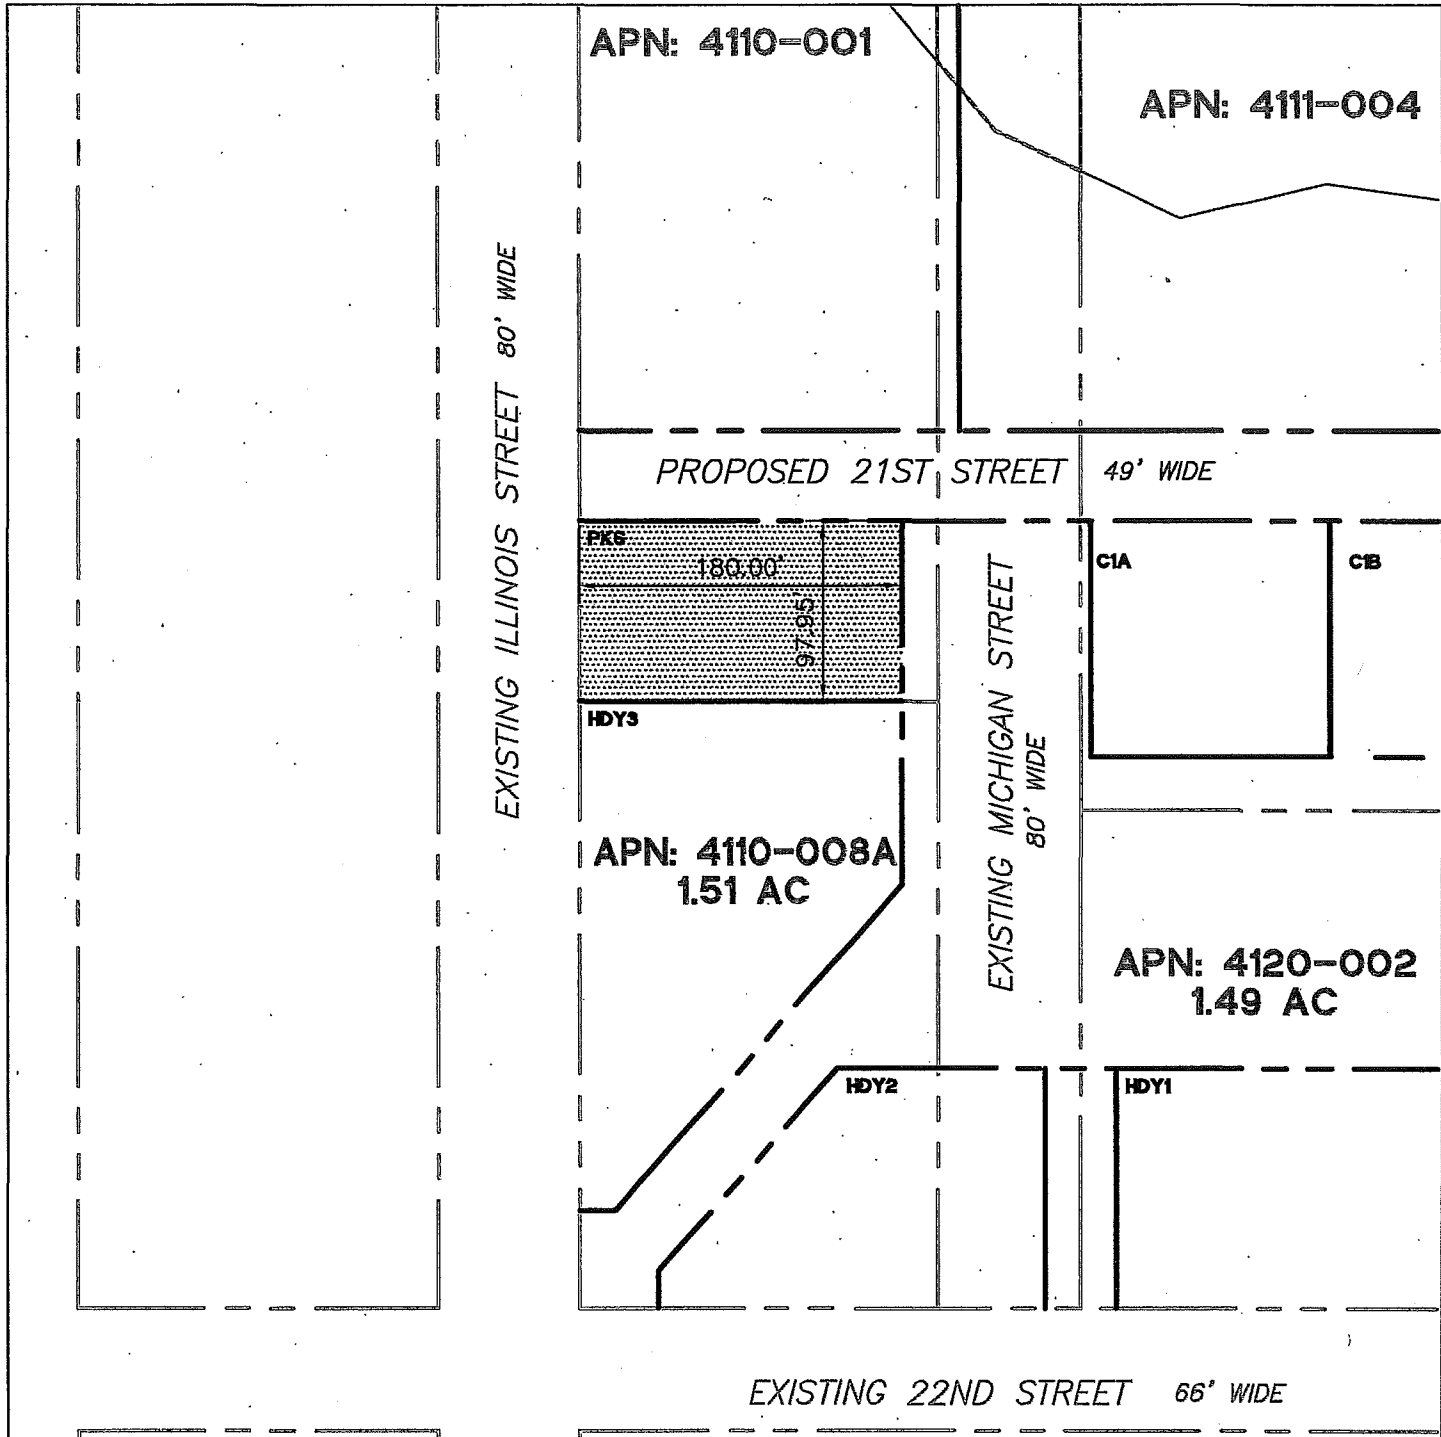 APN: 4110-001
APN: 4111-004
EXISTING ILLINOIS STREET 80' WIDE
PROPOSED 21ST STREET 49' WIDE
PKS
180.00'
97.95'
C1A
C1B
EXISTING MICHIGAN STREET
80' WIDE
HDY3
APN: 4110-008A
1.51 AC
APN: 4120-002
1.49 AC
HDY2
HDY1
EXISTING 22ND STREET 66' WIDE